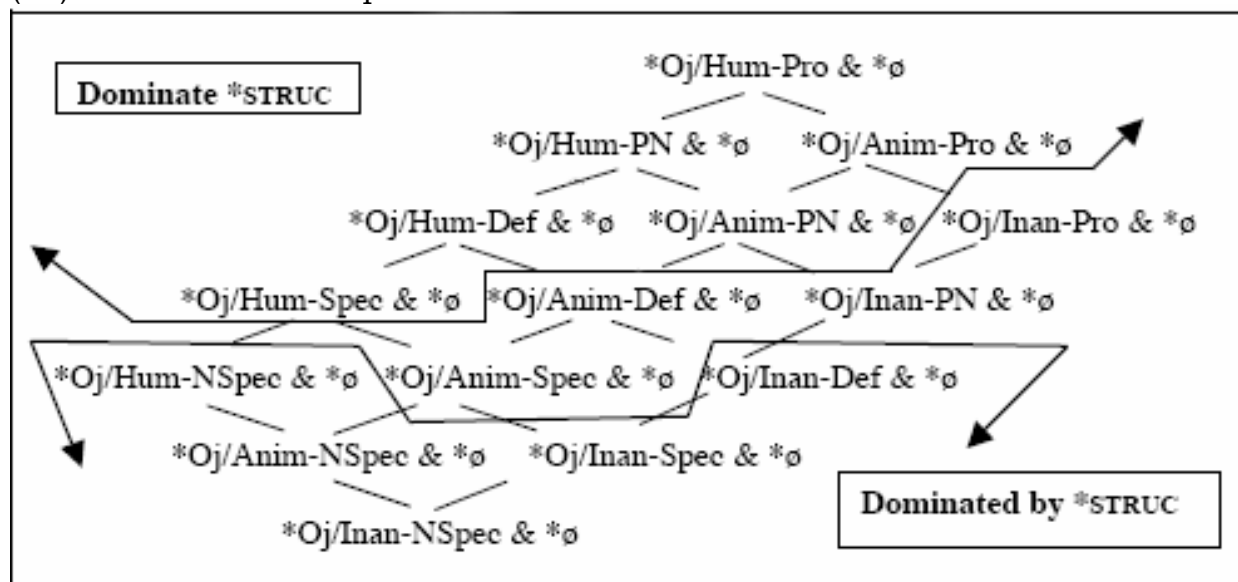 *Oj/Hum-Pro & *ø
Dominate *STRUC
*Oj/Hum-PN & *ø *Oj/Anim-Pro & *ø
*Oj/Hum-Def & *ø *Oj/Anim-PN & *ø *Oj/Inan-Pro & *ø
*Oj/Hum-Spec & *ø *Oj/Anim-Def & *ø *Oj/Inan-PN & *ø
*Oj/Hum-NSpec & *ø *Oj/Anim-Spec & *ø *Oj/Inan-Def & *ø
*Oj/Anim-NSpec & *ø *Oj/Inan-Spec & *ø
Dominated by *STRUC
*Oj/Inan-NSpec & *ø